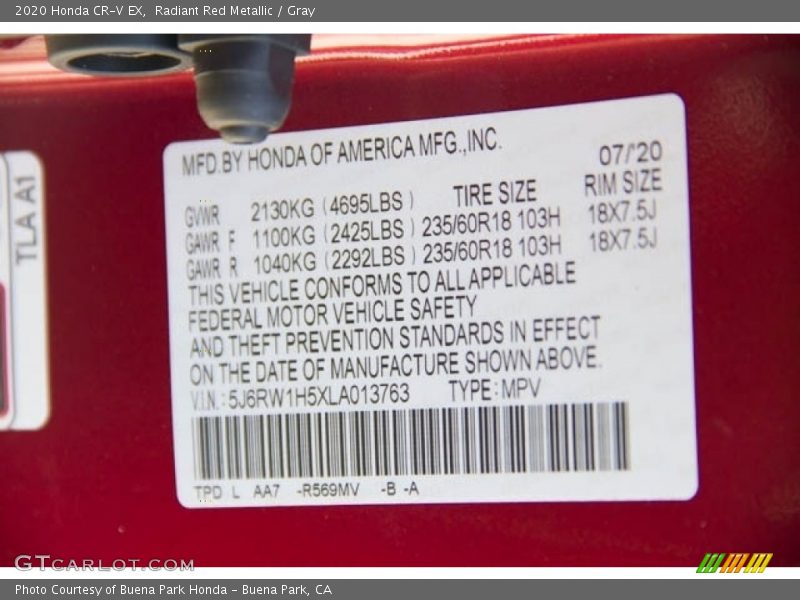 2020 Honda CR-V EX,  Radiant Red Metallic / Gray
TLA A1
MFD.BY HONDA OF AMERICA MFG.,INC.
07/'20
TIRE SIZE RIM SIZE
GVWR 2130KG (4695LBS)
GAWR F 1100KG (2425LBS) 235/60R18 103H 18X7.5J
GAWR R 1040KG (2292LBS) 235/60R18 103H 18X7.5J
THIS VEHICLE CONFORMS TO ALL APPLICABLE
FEDERAL MOTOR VEHICLE SAFETY
AND THEFT PREVENTION STANDARDS IN EFFECT
ON THE DATE OF MANUFACTURE SHOWN ABOVE.
V.I.N.:5J6RW1H5XLA013763 TYPE:MPV
TPD L AA7 -R569MV -B -A
GTCARLOT.COM
Photo Courtesy of Buena Park Honda - Buena Park, CA